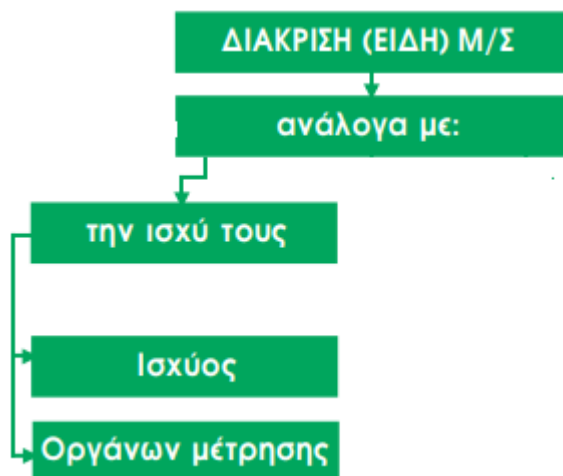 ΔΙΑΚΡΙΣΗ (ΕΙΔΗ) Μ/Σ
ανάλογα με:
την ισχύ τους
Ισχύος
Οργάνων μέτρησης